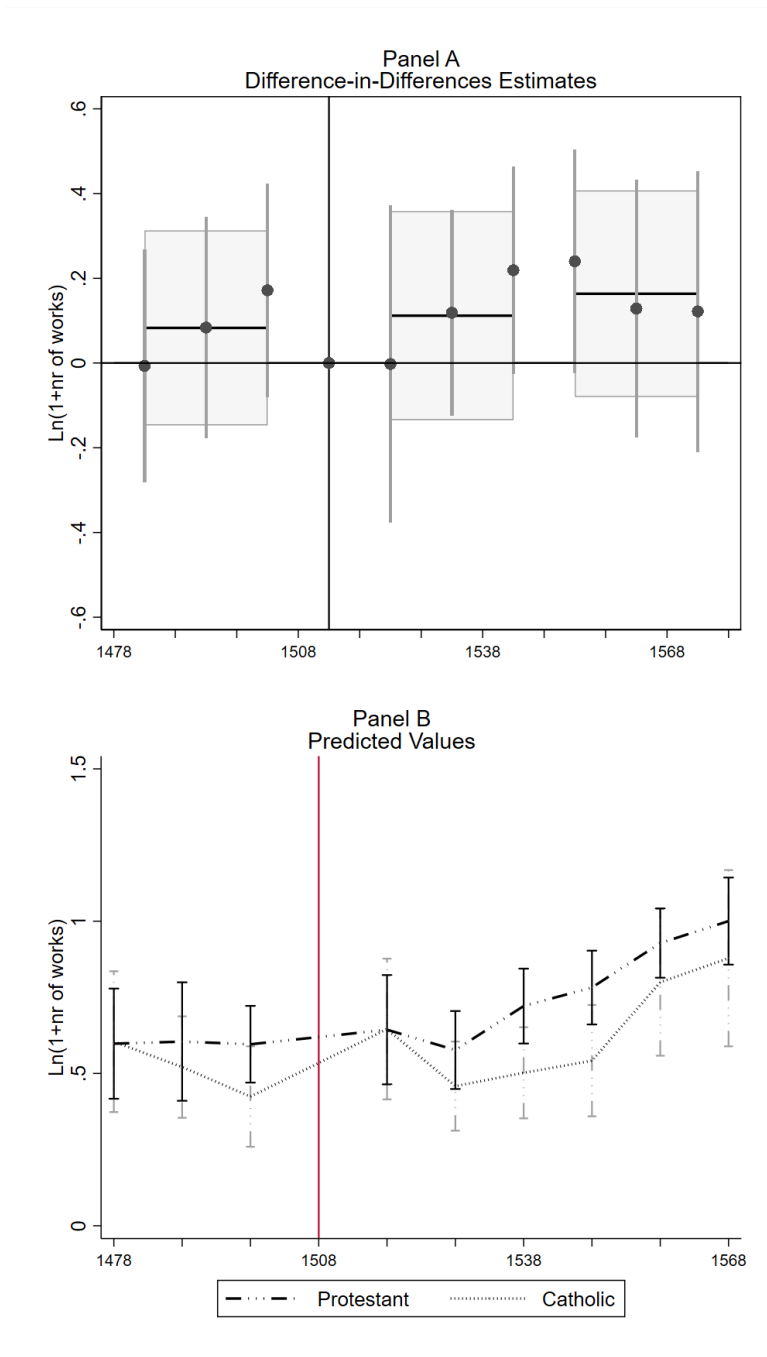 Panel A
Difference-in-Differences Estimates
Ln(1+nr of works)
.6
.4
.2
0
-.2
-.4
-.6
1478 1508 1538 1568
Panel B
Predicted Values
Ln(1+nr of works)
1.5
1
.5
0
1478 1508 1538 1568
Protestant Catholic